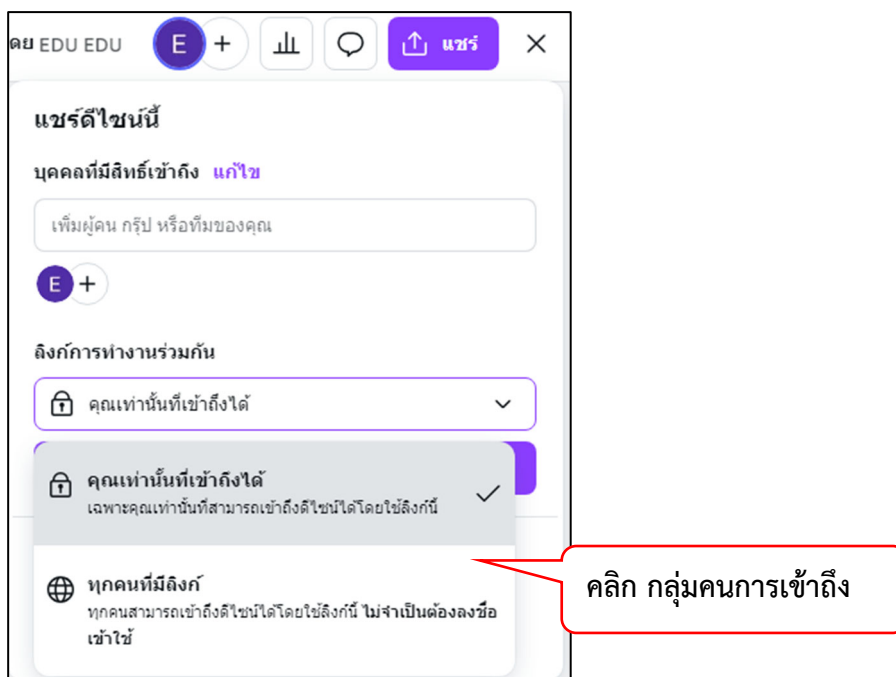 ดย EDU EDU E + แชร์
แชร์ดีไซน์นี้
บุคคลที่มีสิทธิ์เข้าถึง แก้ไข
เพิ่มผู้คน กรุ๊ป หรือทีมของคุณ
E +
ลิงก์การทำงานร่วมกัน
คุณเท่านั้นที่เข้าถึงได้
คุณเท่านั้นที่เข้าถึงได้
เฉพาะคุณเท่านั้นที่สามารถเข้าถึงดีไซน์ได้โดยใช้ลิงก์นี้
ทุกคนที่มีลิงก์
ทุกคนสามารถเข้าถึงดีไซน์ได้โดยใช้ลิงก์นี้ ไม่จำเป็นต้องลงชื่อ
เข้าใช้
คลิก กลุ่มคนการเข้าถึง